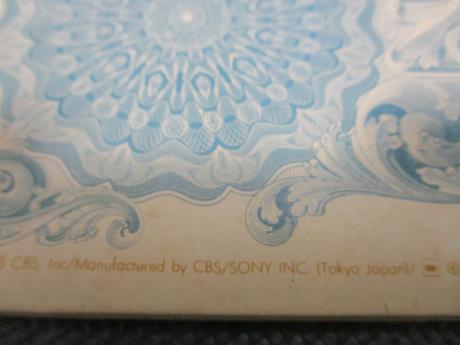 CBS, Inc/Manufactured by CBS/SONY INC. (Tokyo Japan)/ ®